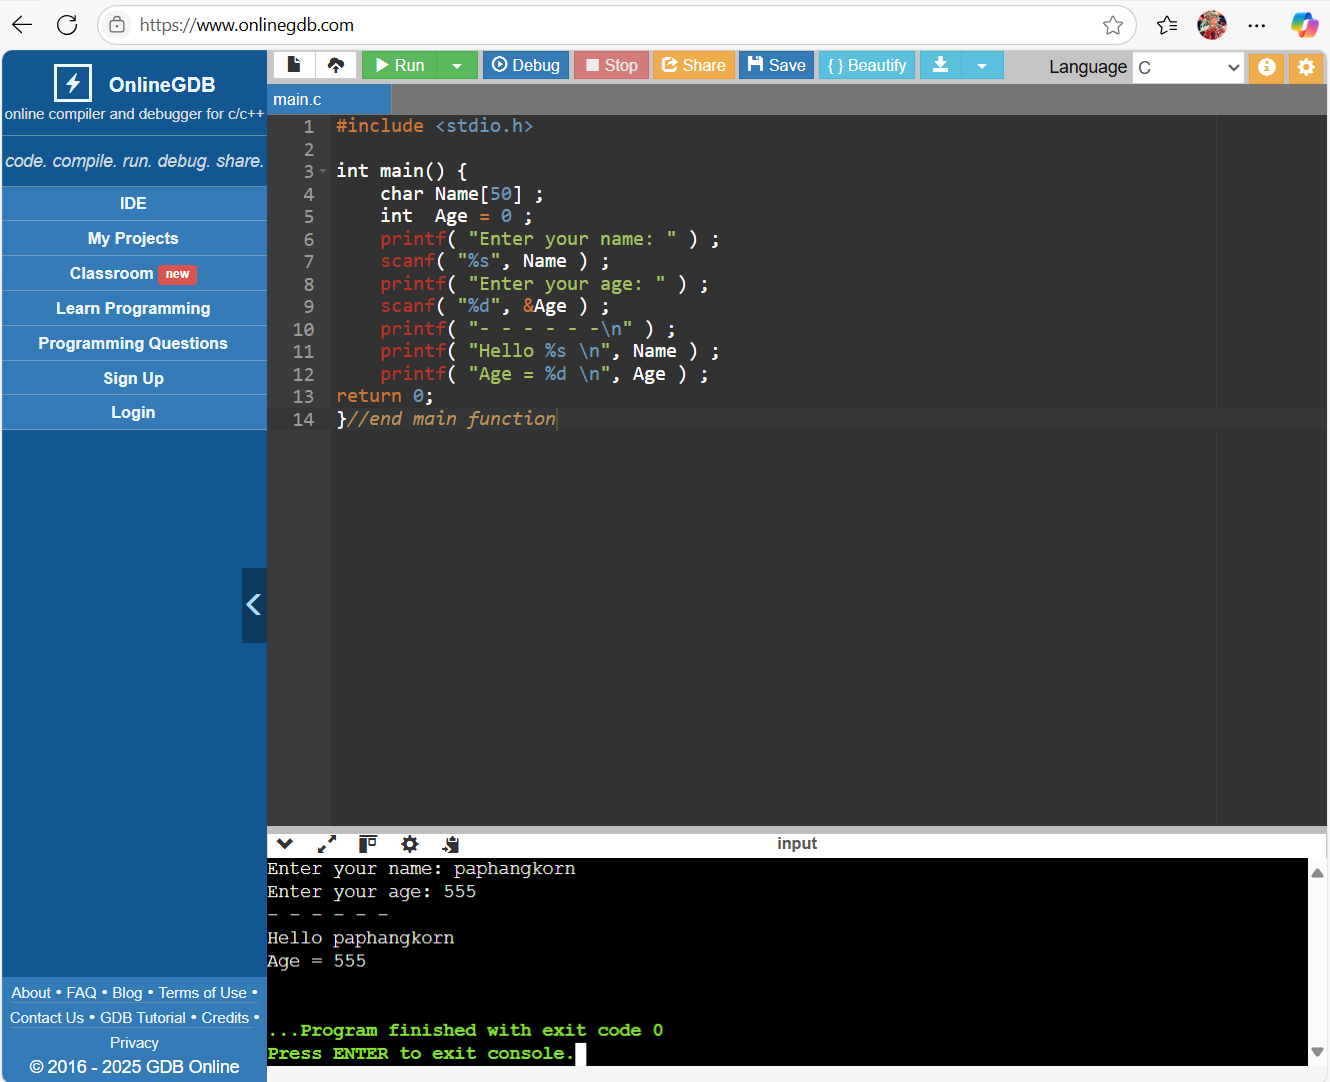 https://www.onlinegdb.com
OnlineGDB
online compiler and debugger for c/c++
code. compile. run. debug. share.
IDE
My Projects
Classroom new
Learn Programming
Programming Questions
Sign Up
Login
About • FAQ • Blog • Terms of Use •
Contact Us • GDB Tutorial • Credits •
Privacy
© 2016 - 2025 GDB Online
Run Debug Stop Share Save { } Beautify Language C
main.c
1 #include <stdio.h>
2
3 int main() {
4 char Name[50] ;
5 int  Age = 0 ;
6 printf( "Enter your name: " ) ;
7 scanf( "%s", Name ) ;
8 printf( "Enter your age: " ) ;
9 scanf( "%d", &Age ) ;
10 printf( "- - - - - -\n" ) ;
11 printf( "Hello %s \n", Name ) ;
12 printf( "Age = %d \n", Age ) ;
13 return 0;
14 }//end main function
input
Enter your name: paphangkorn
Enter your age: 555
- - - - - -
Hello paphangkorn
Age = 555
...Program finished with exit code 0
Press ENTER to exit console.